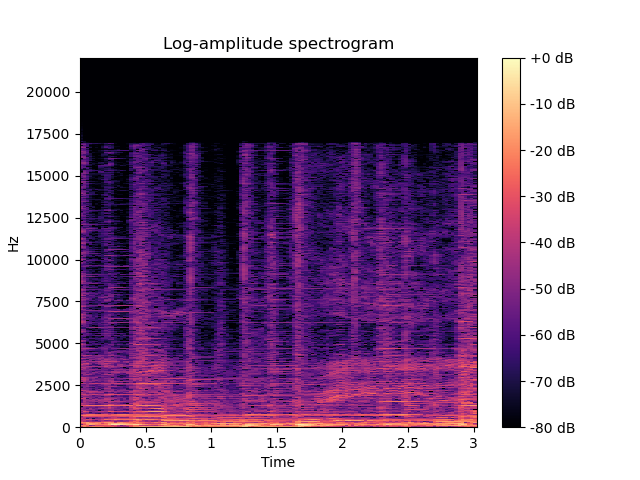 Log-amplitude spectrogram
Hz
20000
17500
15000
12500
10000
7500
5000
2500
0
0 0.5 1 1.5 2 2.5 3
Time
+0 dB
-10 dB
-20 dB
-30 dB
-40 dB
-50 dB
-60 dB
-70 dB
-80 dB